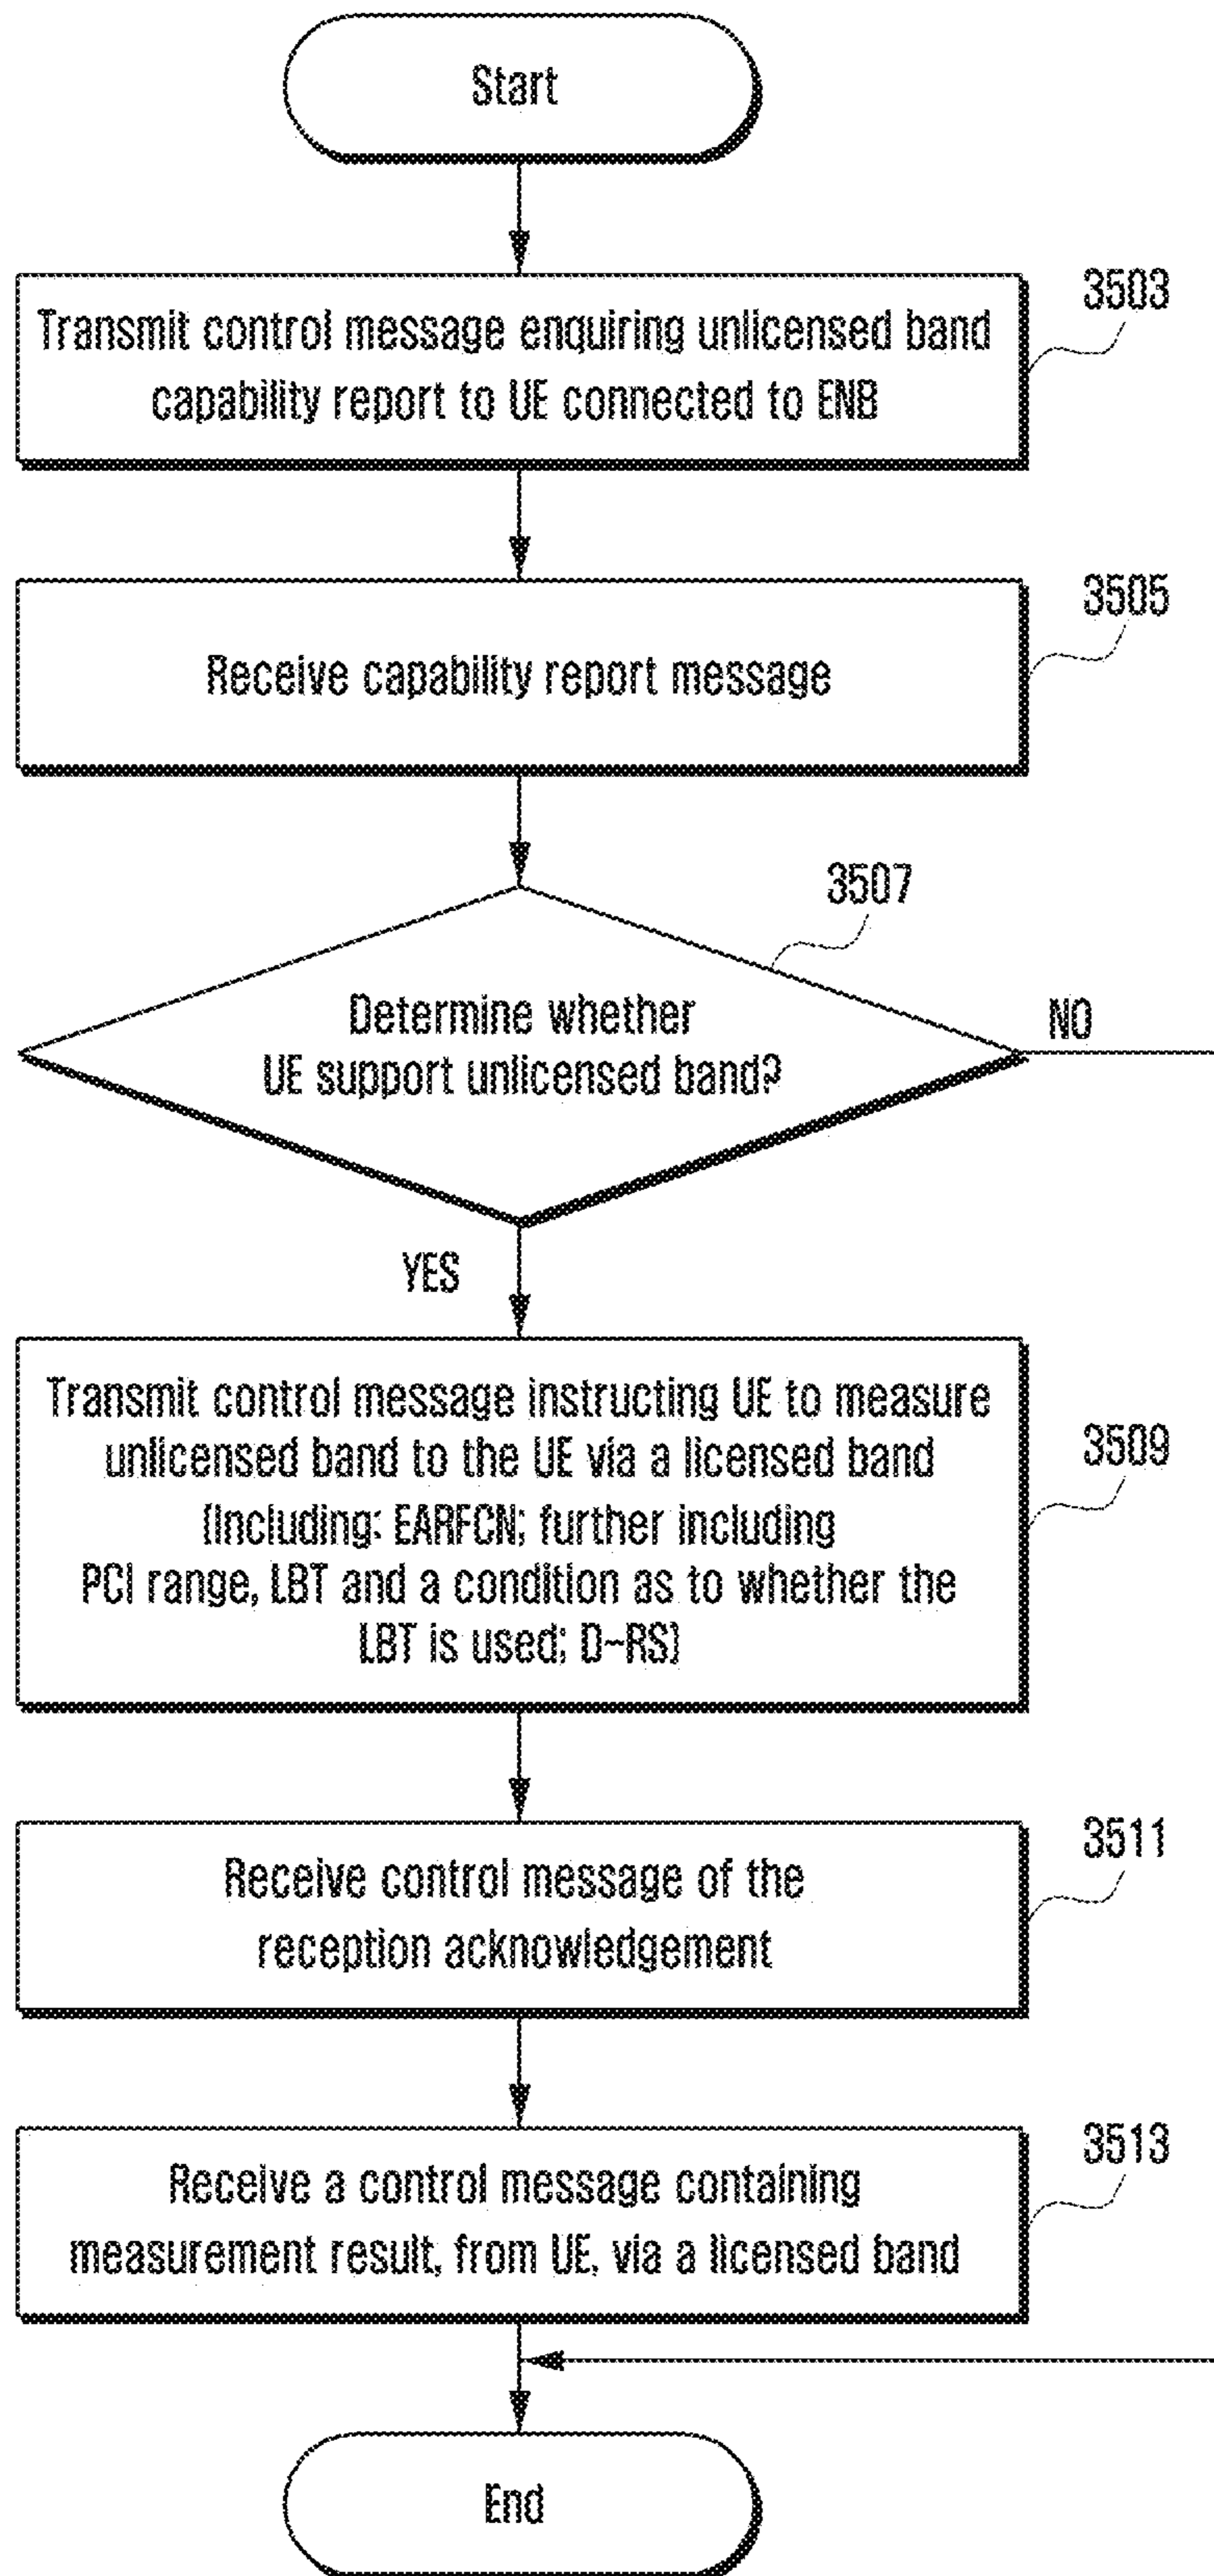 Start
3503
Transmit control message enquiring unlicensed band
capability report to UE connected to ENB
3505
Receive capability report message
3507
Determine whether
UE support unlicensed band?
NO
YES
Transmit control message instructing UE to measure
unlicensed band to the UE via a licensed band
(Including: EARFCN; further including
PCI range, LBT and a condition as to whether the
LBT is used; D-RS)
3509
3511
Receive control message of the
reception acknowledgement
3513
Receive a control message containing
measurement result, from UE, via a licensed band
End